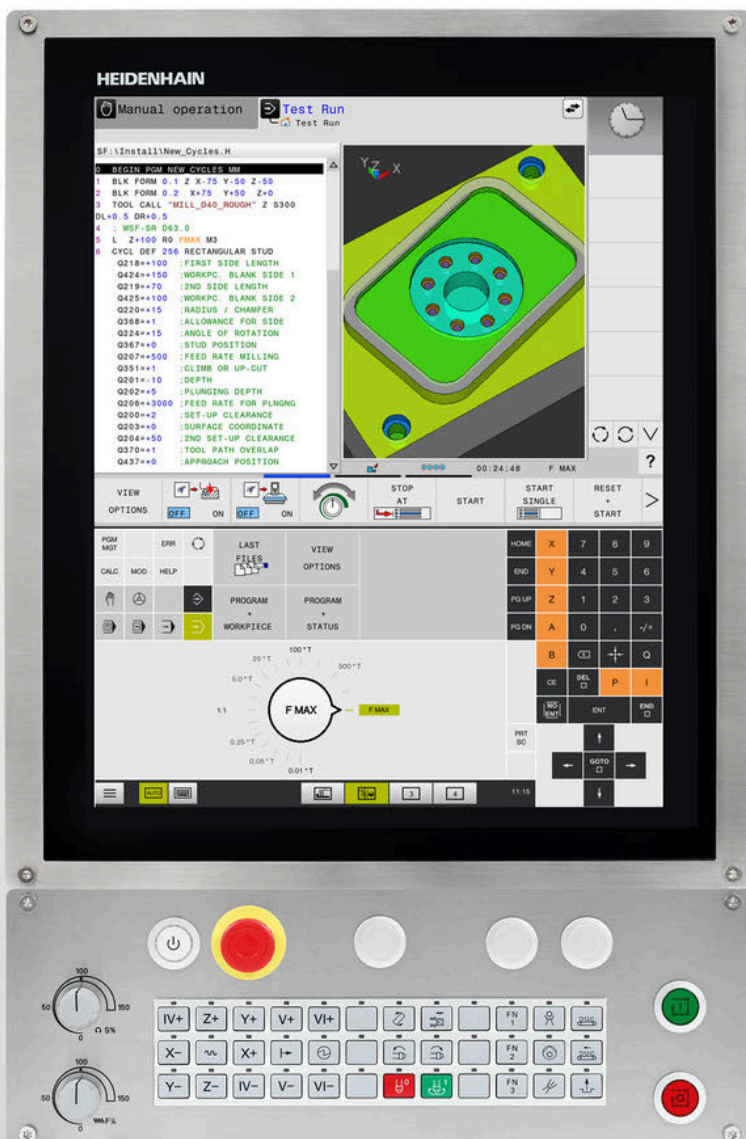 HEIDENHAIN
Manual operation
Test Run
Test Run
SF:\Install\New_Cycles.H
0 BEGIN PGM NEW_CYCLES MM
1 BLK FORM 0.1 Z X-75 Y-50 Z-50
2 BLK FORM 0.2 X+75 Y+50 Z+0
3 TOOL CALL "MILL_D40_ROUGH" Z S300
DL+0.5 DR+0.5
4 ; WSF-SR D63.0
5 L Z+100 R0 FMAX M3
6 CYCL DEF 256 RECTANGULAR STUD
Q218=+100 ;FIRST SIDE LENGTH
Q424=+150 ;WORKPC. BLANK SIDE 1
Q219=+70 ;2ND SIDE LENGTH
Q425=+100 ;WORKPC. BLANK SIDE 2
Q220=+15 ;RADIUS / CHAMFER
Q368=+1 ;ALLOWANCE FOR SIDE
Q224=+15 ;ANGLE OF ROTATION
Q367=+0 ;STUD POSITION
Q207=+500 ;FEED RATE MILLING
Q351=+1 ;CLIMB OR UP-CUT
Q201=-10 ;DEPTH
Q202=+5 ;PLUNGING DEPTH
Q206=+3000 ;FEED RATE FOR PLNGNG
Q200=+2 ;SET-UP CLEARANCE
Q203=+0 ;SURFACE COORDINATE
Q204=+50 ;2ND SET-UP CLEARANCE
Q370=+1 ;TOOL PATH OVERLAP
Q437=+0 ;APPROACH POSITION
Y Z X
00:24:48 F MAX
?
VIEW
OPTIONS
OFF ON
OFF ON
STOP
AT
START
START
SINGLE
RESET
+
START
PGM
MGT
ERR
CALC MOD HELP
LAST
FILES
VIEW
OPTIONS
PROGRAM
+
WORKPIECE
PROGRAM
+
STATUS
HOME X 7 8 9
END Y 4 5 6
PG UP Z 1 2 3
PG DN A 0 . -/+
B Q
CE DEL P I
NO
ENT
ENT
END
PRT
SC
GOTO
100*T
25*T
500*T
5.0*T
1:1
F MAX
F MAX
0.25*T
0.05*T
0.01*T
AUTO
3 4
11:15
100
50 150
0
S%
100
50 150
0
F%
IV+ Z+ Y+ V+ VI+ FN 1
X- X+ FN 2
Y- Z- IV- V- VI- 0 1 FN 3